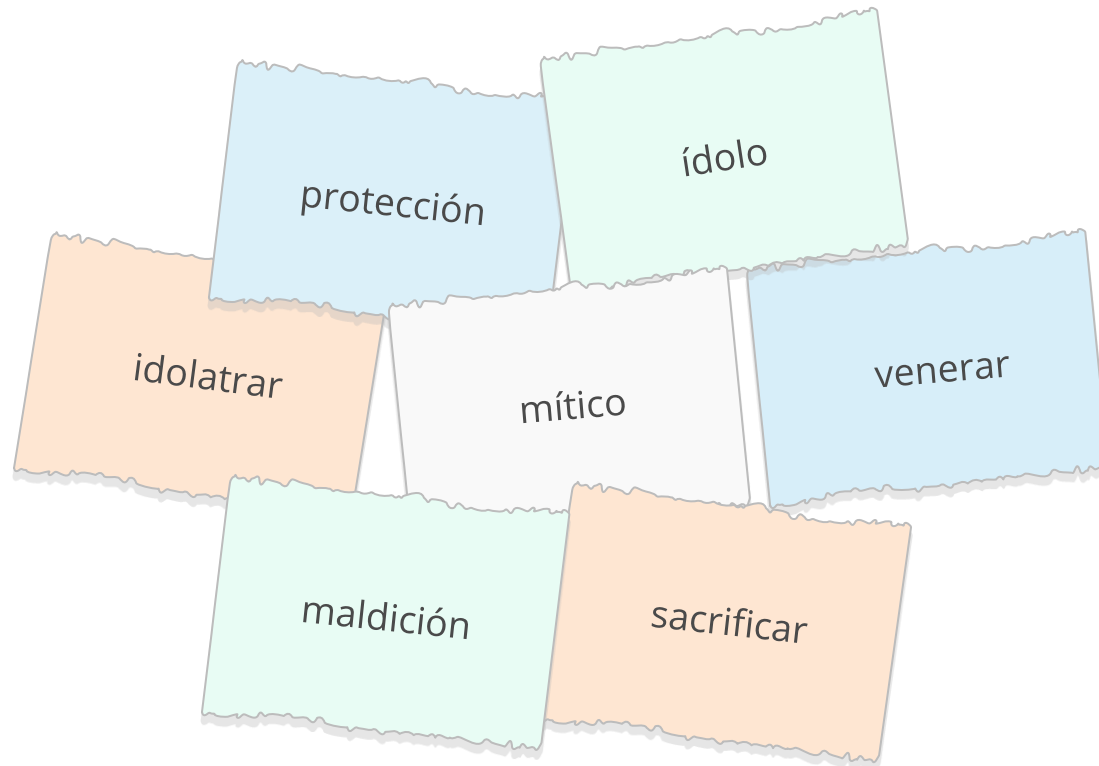 protección
ídolo
idolatrar
mítico
venerar
maldición
sacrificar